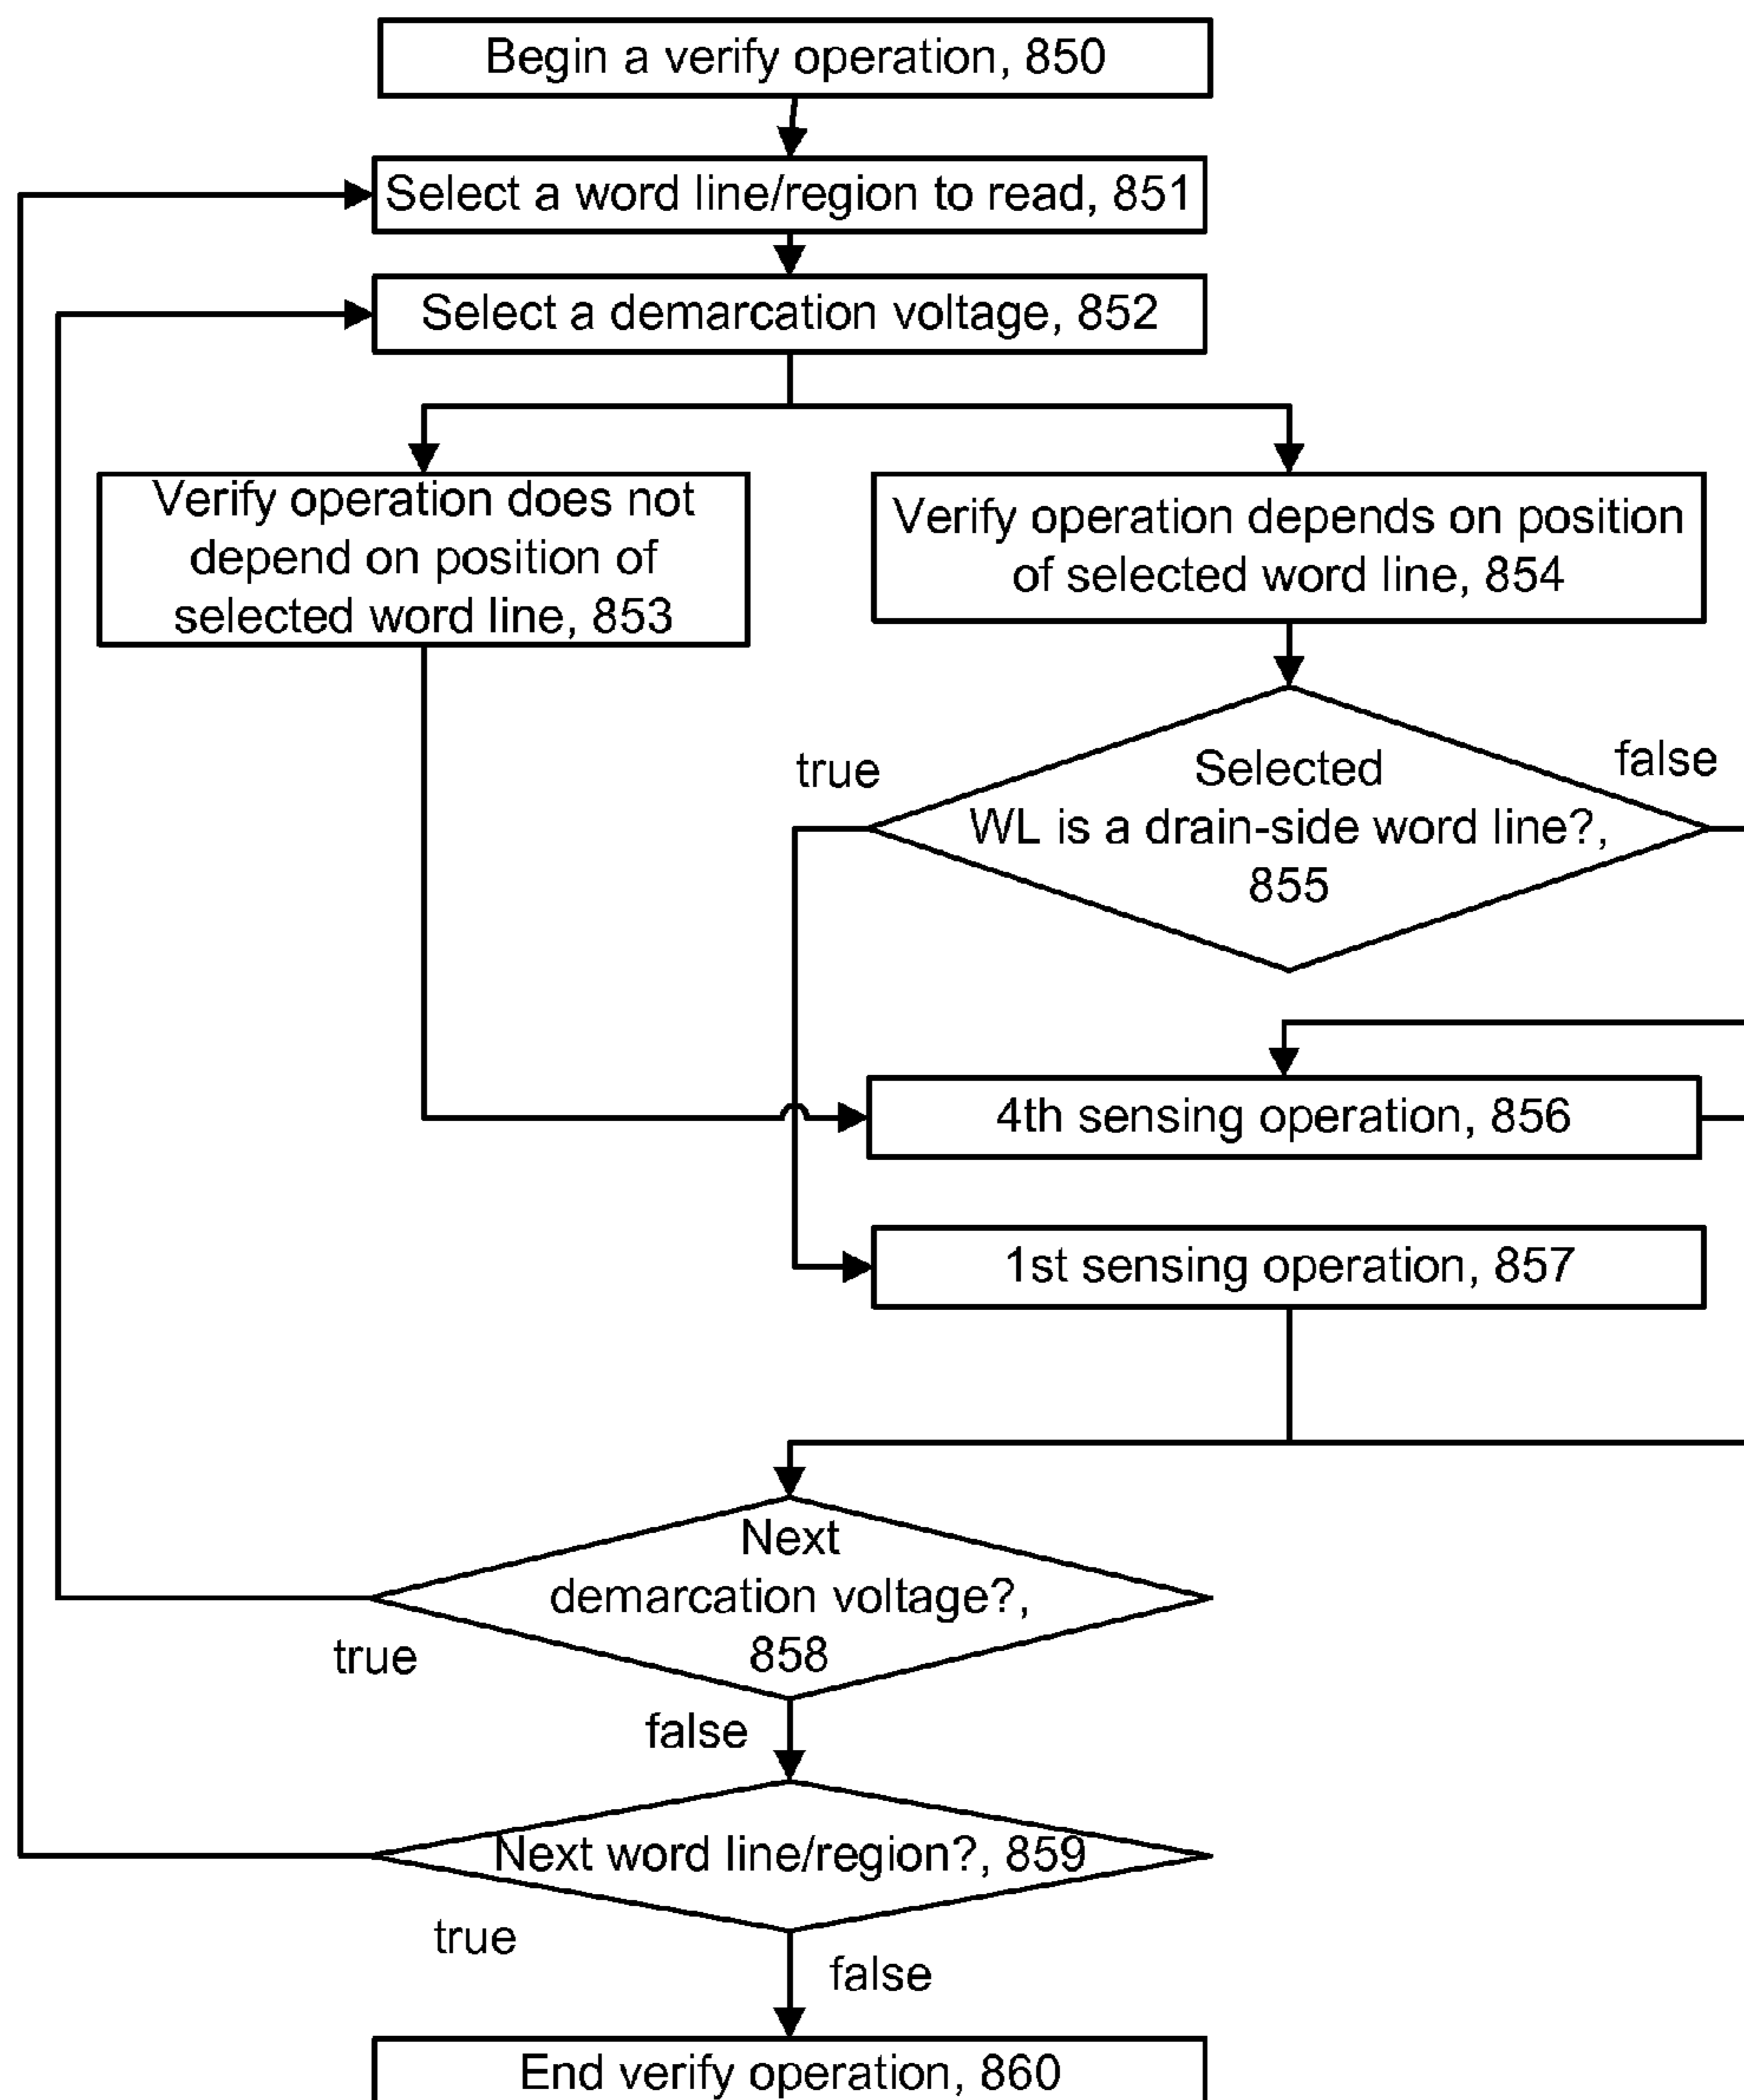 Begin a verify operation, 850
Select a word line/region to read, 851
Select a demarcation voltage, 852
Verify operation does not
depend on position of
selected word line, 853
Verify operation depends on position
of selected word line, 854
true
false
Selected
WL is a drain-side word line?,
855
4th sensing operation, 856
1st sensing operation, 857
Next
demarcation voltage?,
858
true
false
Next word line/region?, 859
true
false
End verify operation, 860